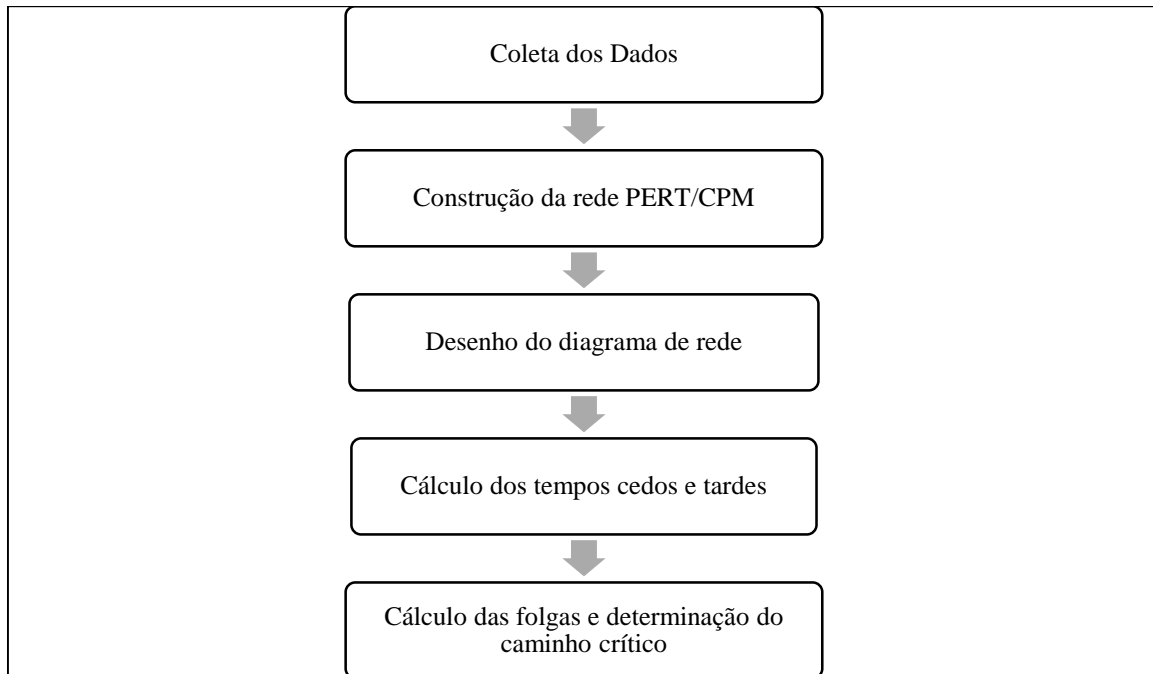 Coleta dos Dados
Construção da rede PERT/CPM
Desenho do diagrama de rede
Cálculo dos tempos cedos e tardes
Cálculo das folgas e determinação do
caminho crítico